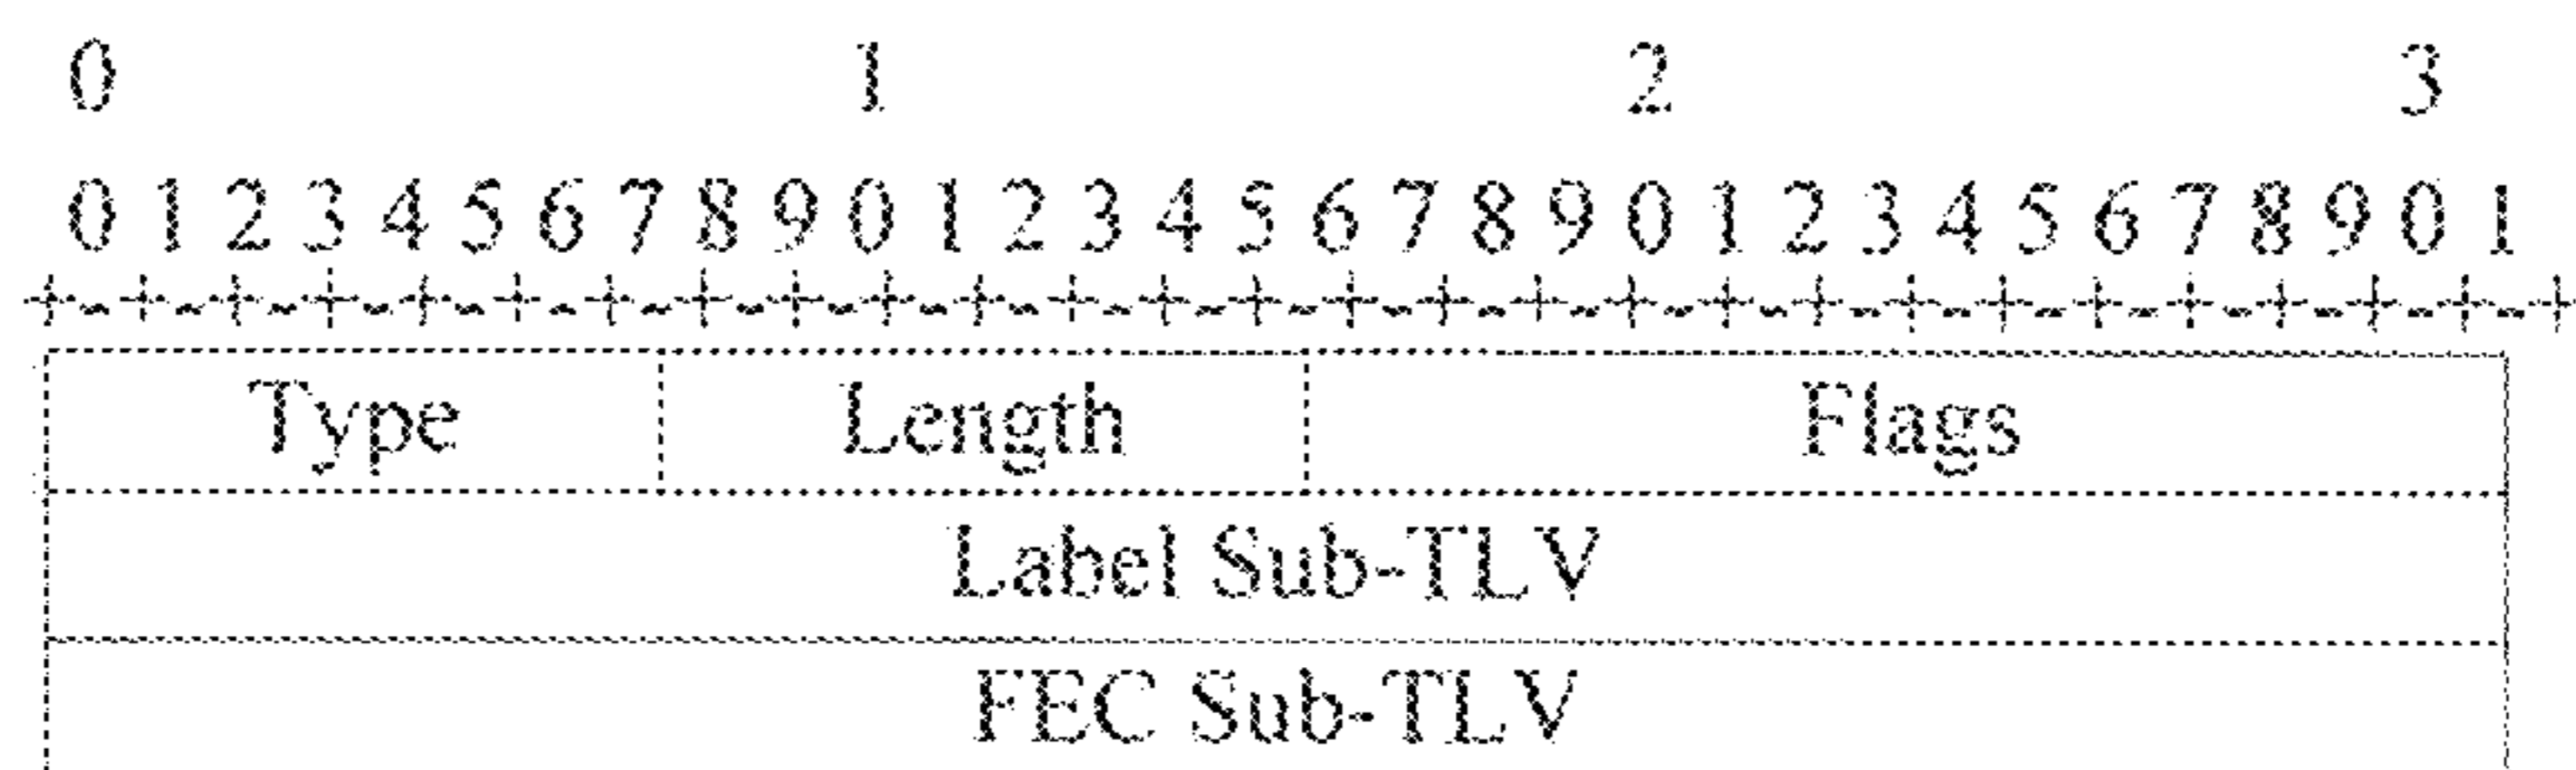 0 1 2 3
0 1 2 3 4 5 6 7 8 9 0 1 2 3 4 5 6 7 8 9 0 1 2 3 4 5 6 7 8 9 0 1
+-+-+-+-+-+-+-+-+-+-+-+-+-+-+-+-+-+-+-+-+-+-+-+-+-+-+-+
Type Length Flags
Label Sub-TLV
FEC Sub-TLV